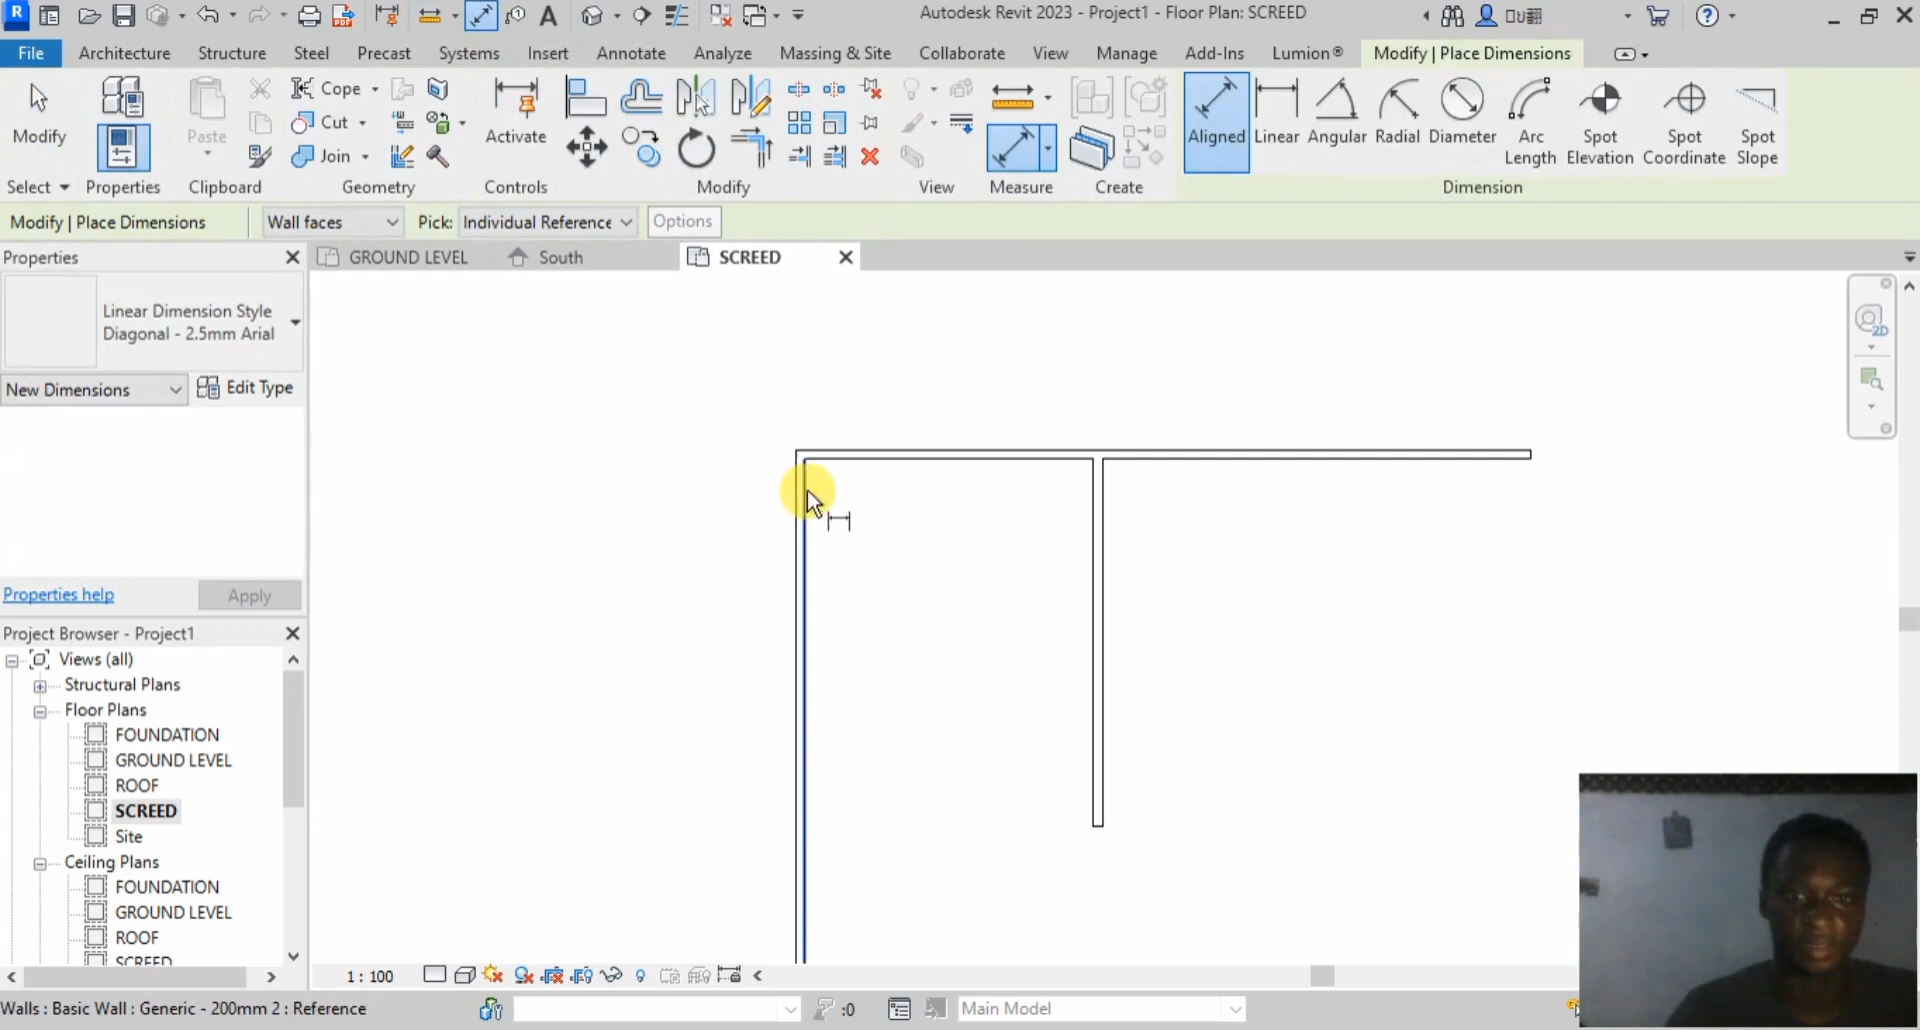 Autodesk Revit 2023 - Project1 - Floor Plan: SCREED
File Architecture Structure Steel Precast Systems Insert Annotate Analyze Massing & Site Collaborate View Manage Add-Ins Lumion® Modify | Place Dimensions
Modify Paste Cope Cut Join Activate Aligned Linear Angular Radial Diameter Arc Length Spot Elevation Spot Coordinate Spot Slope
Select Properties Clipboard Geometry Controls Modify View Measure Create Dimension
Modify | Place Dimensions Wall faces Pick: Individual Reference Options
Properties
GROUND LEVEL South SCREED
Linear Dimension Style
Diagonal - 2.5mm Arial
New Dimensions Edit Type
Properties help Apply
Project Browser - Project1
Views (all)
Structural Plans
Floor Plans
FOUNDATION
GROUND LEVEL
ROOF
SCREED
Site
Ceiling Plans
FOUNDATION
GROUND LEVEL
ROOF
SCREED
1 : 100
Walls : Basic Wall : Generic - 200mm 2 : Reference :0 Main Model
2D